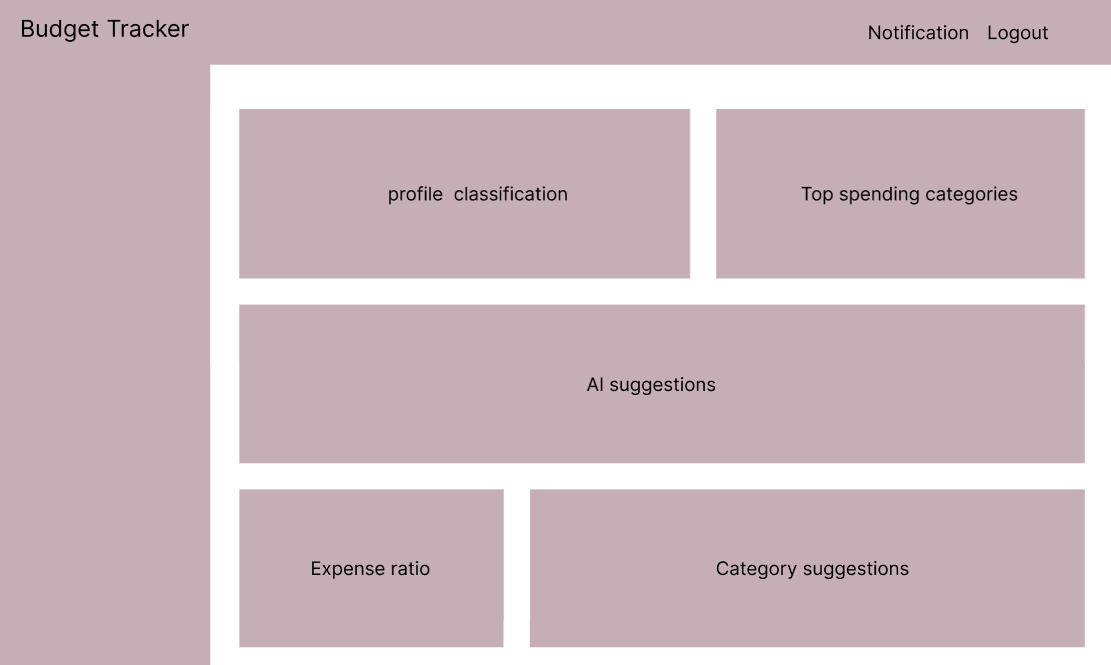 Budget Tracker
Notification Logout
profile  classification
Top spending categories
AI suggestions
Expense ratio
Category suggestions